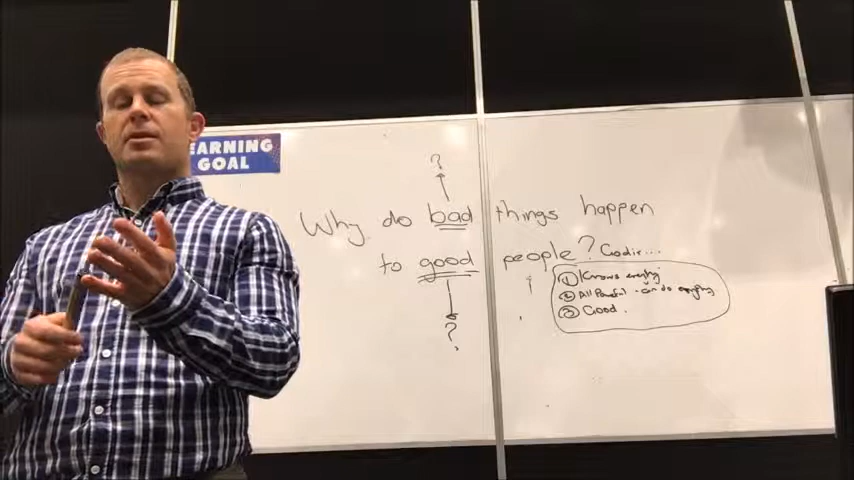 EARNING
GOAL
?
Why do bad things happen
to good people? God is...
① Knows everything
② All Powerful - can do everything
③ Good.
?